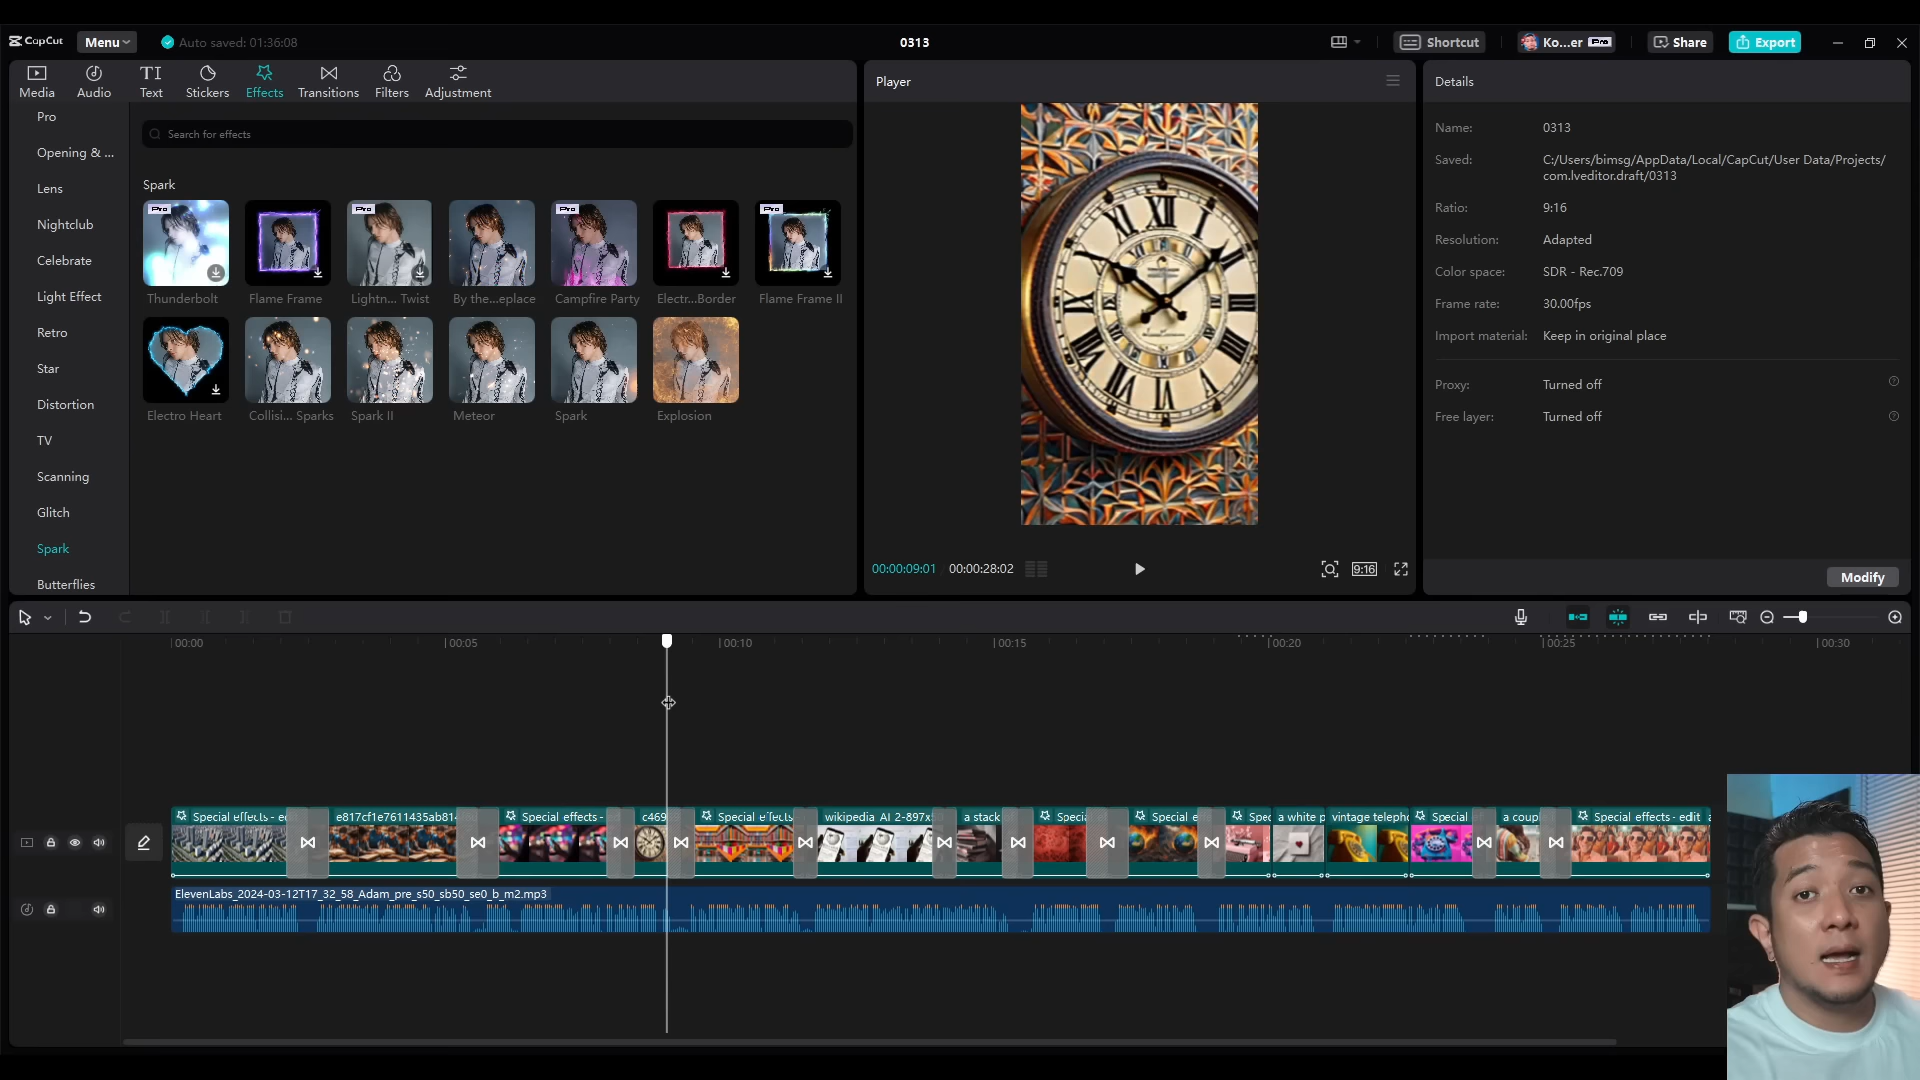 CapCut
Menu
Auto saved: 01:36:08
0313
Shortcut
Ko...er
Pro
Share
Export
Media
Audio
Text
Stickers
Effects
Transitions
Filters
Adjustment
Player
Details
Pro
Opening & ...
Lens
Nightclub
Celebrate
Light Effect
Retro
Star
Distortion
TV
Scanning
Glitch
Spark
Butterflies
Search for effects
Spark
Pro
Pro
Pro
Pro
Thunderbolt
Flame Frame
Lightn... Twist
By the...eplace
Campfire Party
Electr...Border
Flame Frame II
Electro Heart
Collisi... Sparks
Spark II
Meteor
Spark
Explosion
00:00:09:01
00:00:28:02
9:16
Name:
0313
Saved:
C:/Users/bimsg/AppData/Local/CapCut/User Data/Projects/
com.lveditor.draft/0313
Ratio:
9:16
Resolution:
Adapted
Color space:
SDR - Rec.709
Frame rate:
30.00fps
Import material:
Keep in original place
Proxy:
Turned off
Free layer:
Turned off
Modify
00:00
00:05
00:10
00:15
00:20
00:25
00:30
Special effects - e
e817cf1e7611435ab814
Special effects -
c469
Special effects
wikipedia AI 2-897x
a stack
Speci
Special e
Spec
a white p
vintage teleph
Special
a coup
Special effects - edit
ElevenLabs_2024-03-12T17_32_58_Adam_pre_s50_sb50_se0_b_m2.mp3